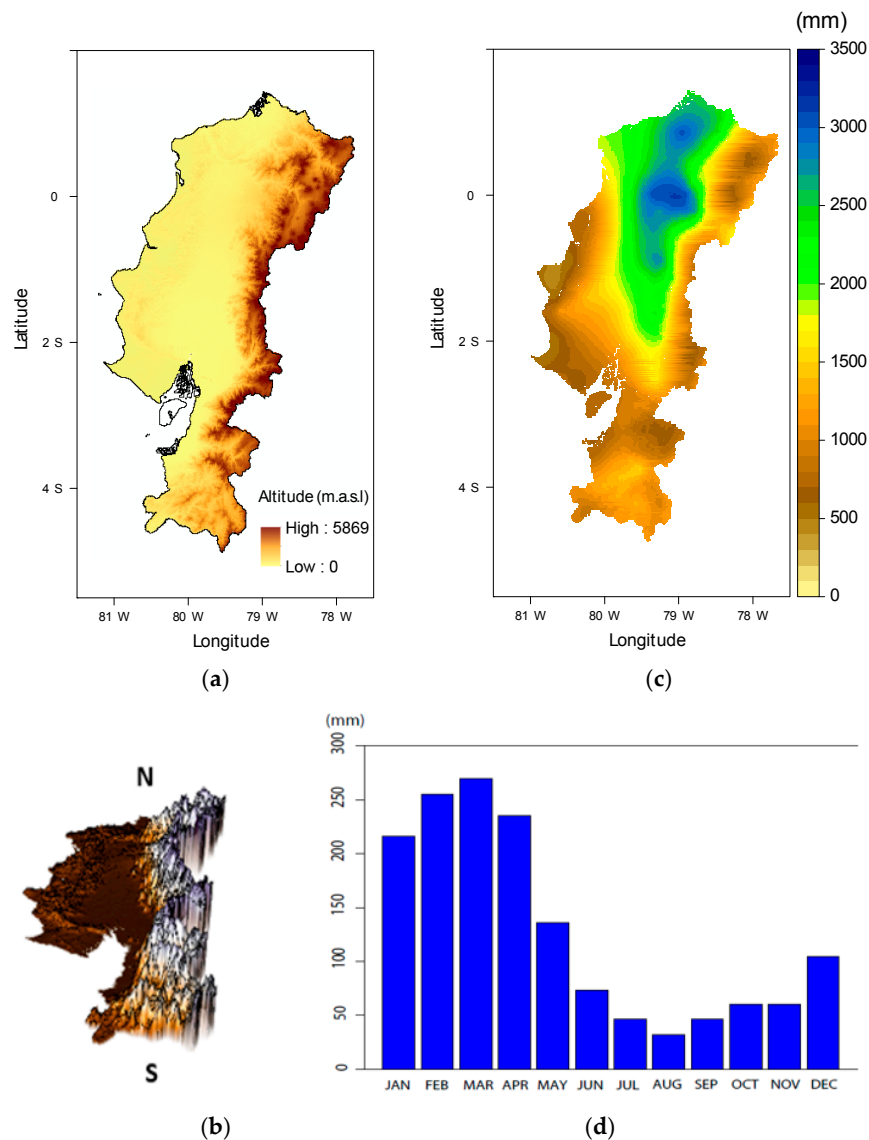 0
2 S
4 S
Latitude
Altitude (m.a.s.l)
High : 5869
Low : 0
81 W 80 W 79 W 78 W
Longitude
(a)
(mm)
3500
3000
2500
2000
1500
1000
500
0
0
2 S
4 S
Latitude
81 W 80 W 79 W 78 W
Longitude
(c)
N
S
(b)
(mm)
300
250
200
150
100
50
0
JAN FEB MAR APR MAY JUN JUL AUG SEP OCT NOV DEC
(d)